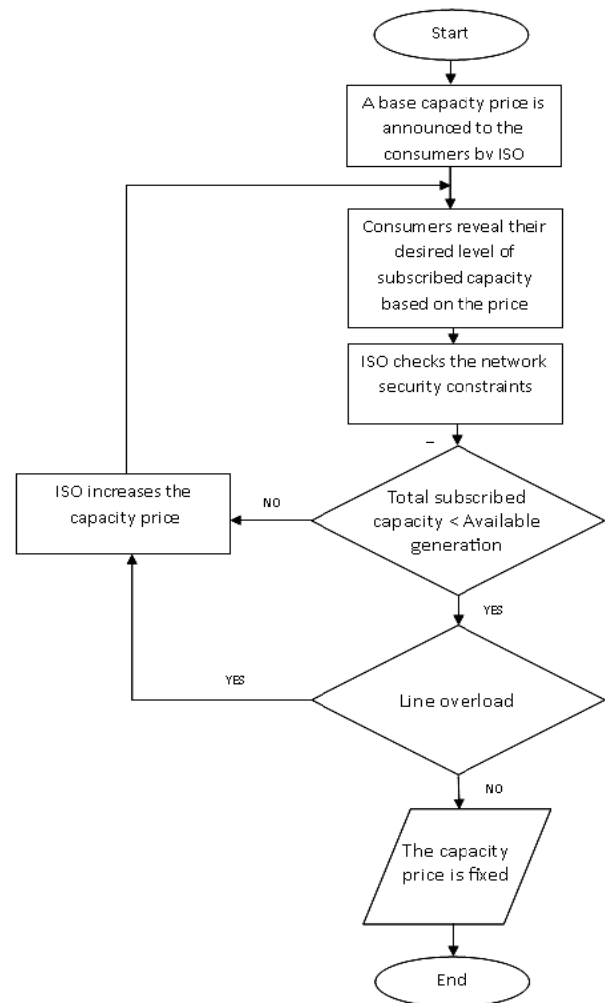 Start
A base capacity price is
announced to the
consumers by ISO
Consumers reveal their
desired level of
subscribed capacity
based on the price
ISO checks the network
security constraints
–
ISO increases the
capacity price
NO
Total subscribed
capacity < Available
generation
YES
YES
Line overload
NO
The capacity
price is fixed
End